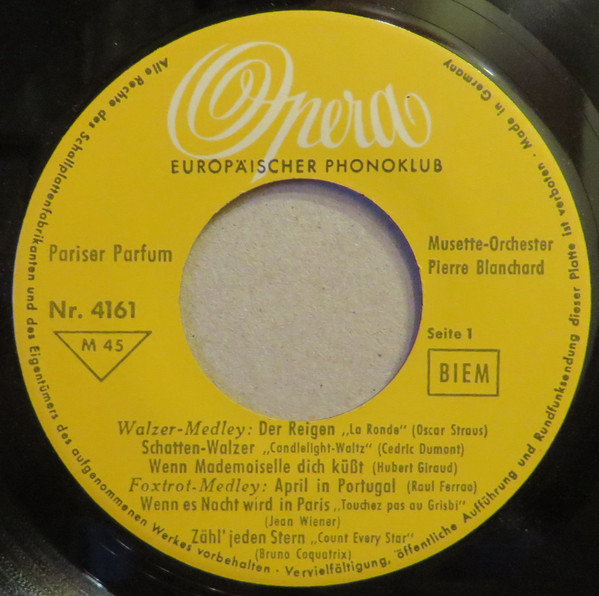 Opera
EUROPÄISCHER PHONOKLUB
Pariser Parfum
Musette-Orchester
Pierre Blanchard
Nr. 4161
M 45
Seite 1
BIEM
Walzer-Medley: Der Reigen „La Ronde" (Oscar Straus)
Schatten-Walzer „Candlelight-Waltz" (Cedric Dumont)
Wenn Mademoiselle dich küßt (Hubert Giraud)
Foxtrot-Medley: April in Portugal (Raul Ferrao)
Wenn es Nacht wird in Paris „Touchez pas au Grisbi"
(Jean Wiener)
Zähl' jeden Stern „Count Every Star"
(Bruno Coquatrix)
Alle Rechte des Schallplattenfabrikanten und des Eigentümers des aufgenommenen Werkes vorbehalten · Vervielfältigung, öffentliche Aufführung und Rundfunksendung dieser Platte ist verboten · Made in Germany